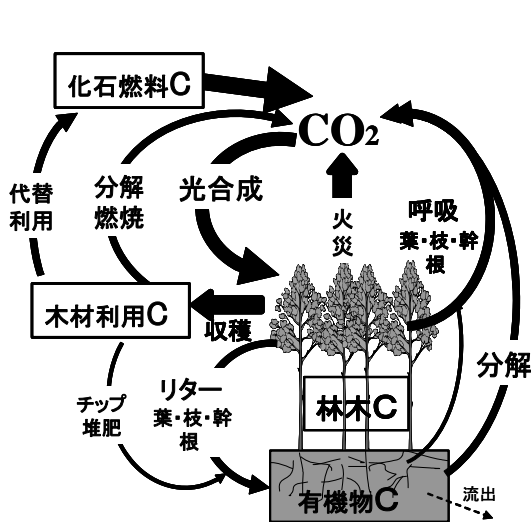 化石燃料C
CO2
代替
利用
分解
燃焼
光合成
火
災
呼吸
葉・枝・幹
根
木材利用C
収穫
分解
チップ
堆肥
リター
葉・枝・幹
根
林木C
有機物C
流出